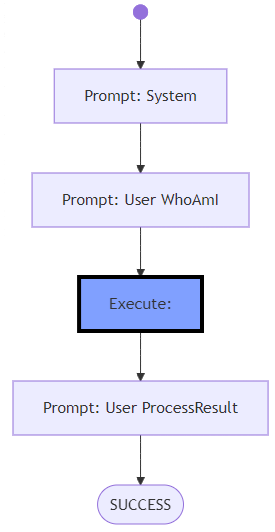 Prompt: System
Prompt: User WhoAmI
Execute:
Prompt: User ProcessResult
SUCCESS